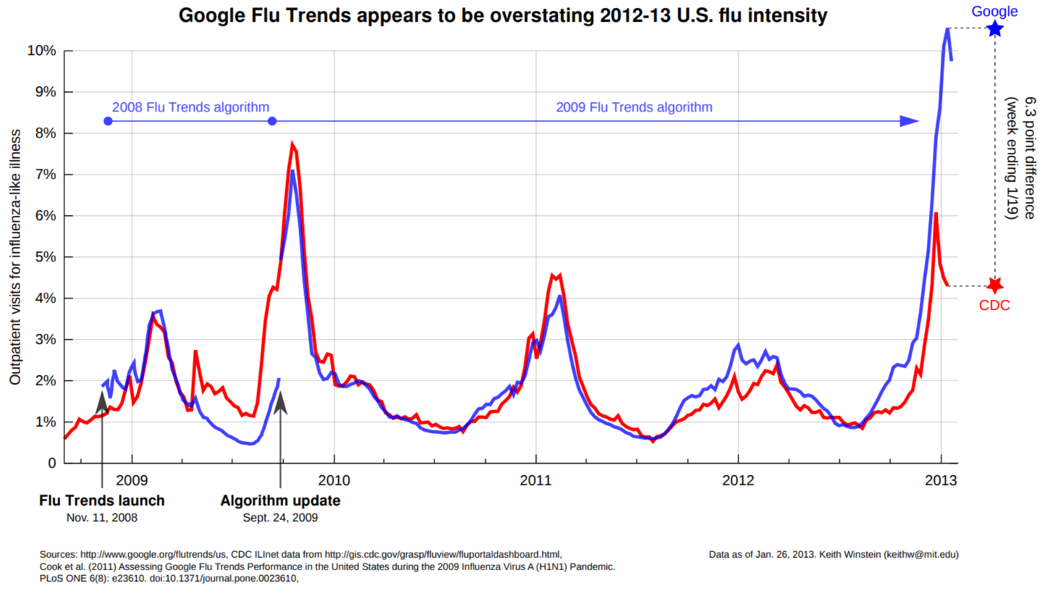 Google Flu Trends appears to be overstating 2012-13 U.S. flu intensity
Google
10%
9%
8%
7%
6%
5%
4%
3%
2%
1%
0
Outpatient visits for influenza-like illness
2008 Flu Trends algorithm
2009 Flu Trends algorithm
6.3 point difference
(week ending 1/19)
CDC
2009
2010
2011
2012
2013
Flu Trends launch
Nov. 11, 2008
Algorithm update
Sept. 24, 2009
Sources: http://www.google.org/flutrends/us, CDC ILInet data from http://gis.cdc.gov/grasp/fluview/fluportaldashboard.html,
Cook et al. (2011) Assessing Google Flu Trends Performance in the United States during the 2009 Influenza Virus A (H1N1) Pandemic.
PLoS ONE 6(8): e23610. doi:10.1371/journal.pone.0023610,
Data as of Jan. 26, 2013. Keith Winstein (keithw@mit.edu)